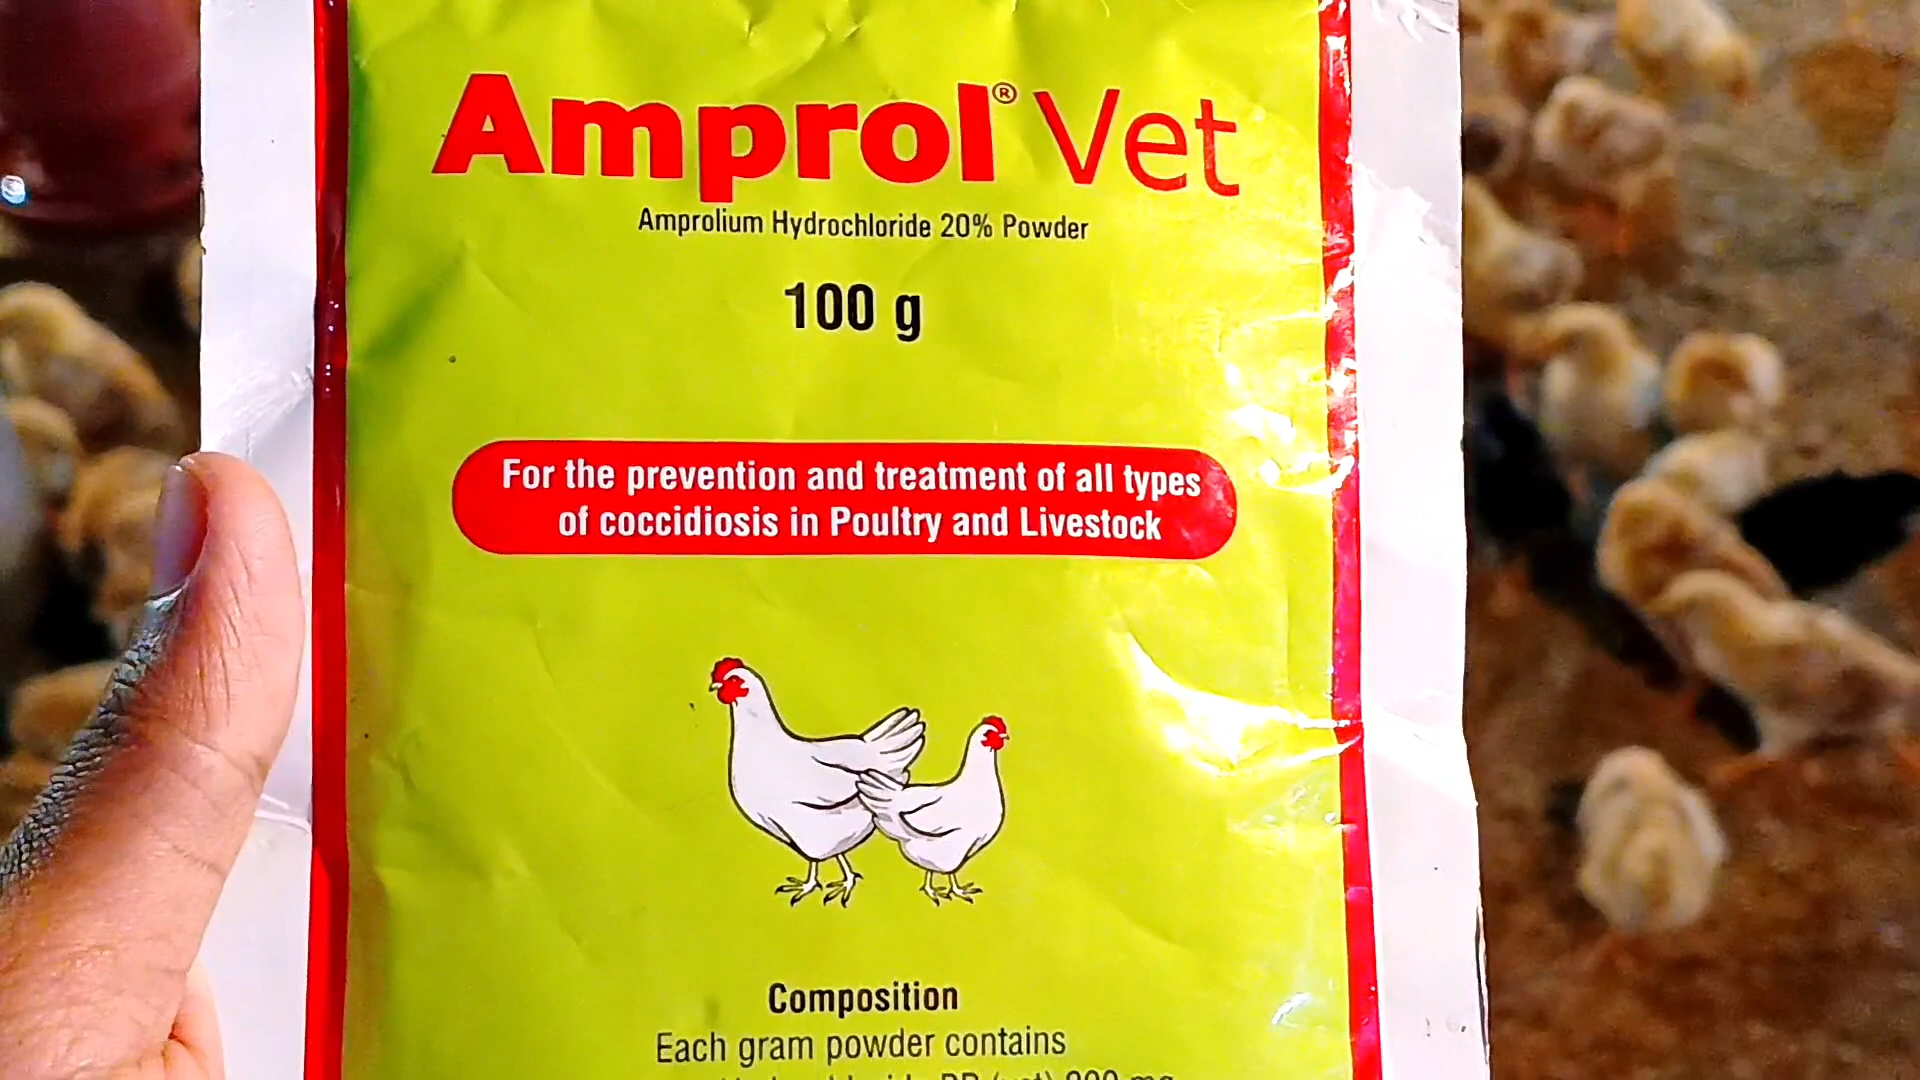 Amprol® Vet
Amprolium Hydrochloride 20% Powder
100 g
For the prevention and treatment of all types
of coccidiosis in Poultry and Livestock
Composition
Each gram powder contains